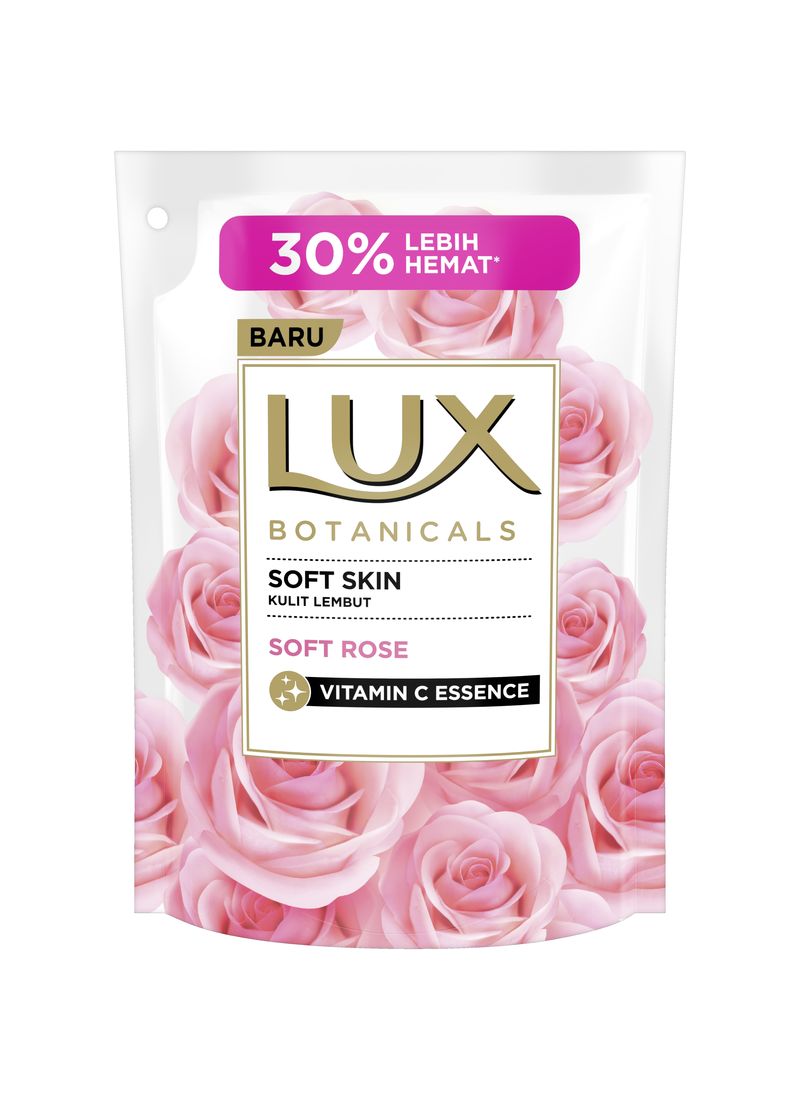 30% LEBIH
HEMAT*
BARU
LUX
BOTANICALS
SOFT SKIN
KULIT LEMBUT
SOFT ROSE
VITAMIN C ESSENCE